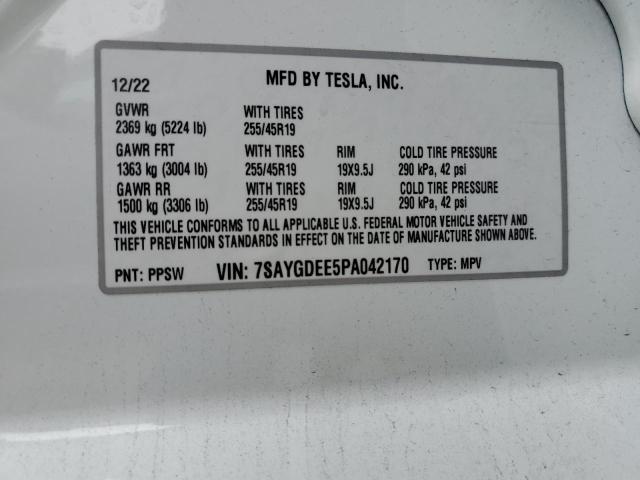 12/22 MFD BY TESLA, INC.
GVWR WITH TIRES
2369 kg (5224 lb) 255/45R19
GAWR FRT WITH TIRES RIM COLD TIRE PRESSURE
1363 kg (3004 lb) 255/45R19 19X9.5J 290 kPa, 42 psi
GAWR RR WITH TIRES RIM COLD TIRE PRESSURE
1500 kg (3306 lb) 255/45R19 19X9.5J 290 kPa, 42 psi
THIS VEHICLE CONFORMS TO ALL APPLICABLE U.S. FEDERAL MOTOR VEHICLE SAFETY AND
THEFT PREVENTION STANDARDS IN EFFECT ON THE DATE OF MANUFACTURE SHOWN ABOVE.
PNT: PPSW VIN: 7SAYGDEE5PA042170 TYPE: MPV